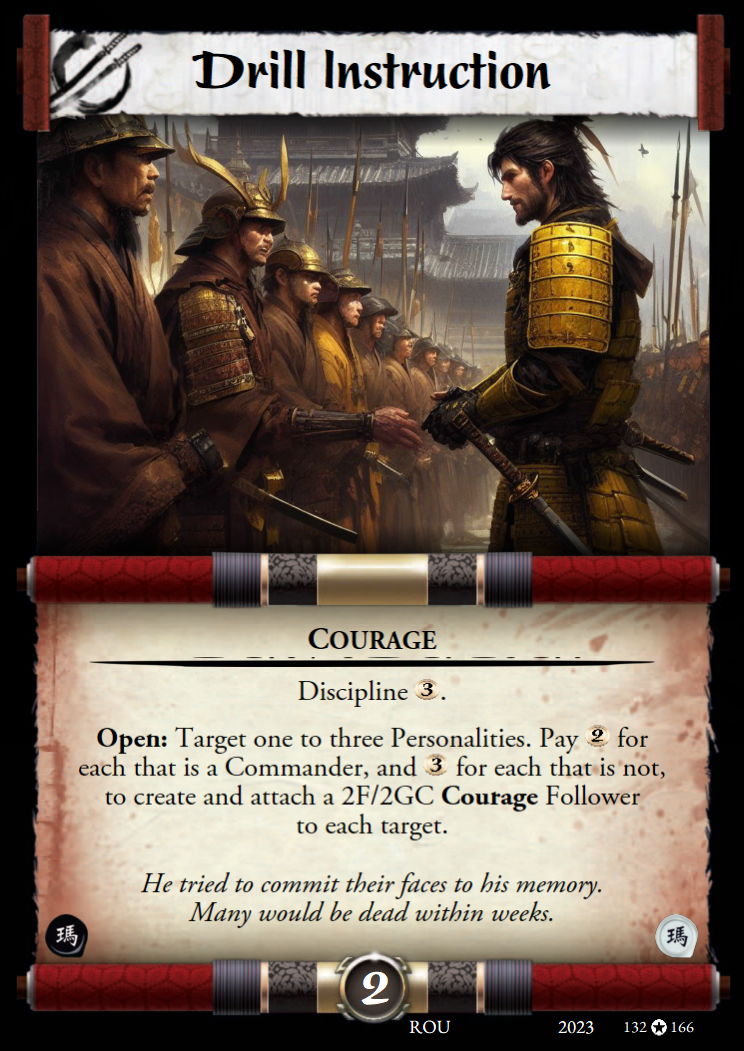 Drill Instruction
COURAGE
Discipline 3.
Open: Target one to three Personalities. Pay 2 for
each that is a Commander, and 3 for each that is not,
to create and attach a 2F/2GC Courage Follower
to each target.
He tried to commit their faces to his memory.
Many would be dead within weeks.
瑪 瑪
2
ROU 2023 132 ✪ 166